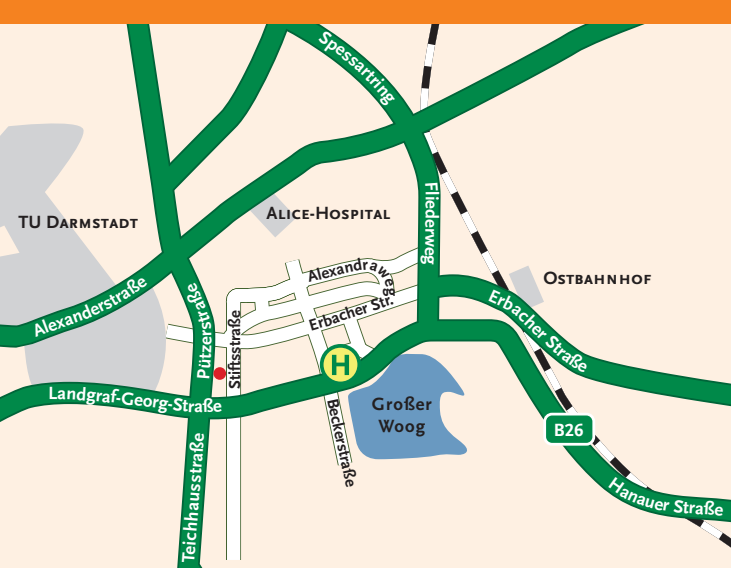 Spessartring
TU Darmstadt
Alice-Hospital
Fliederweg
Alexandraweg
Ostbahnhof
Alexanderstraße
Pützerstraße
Stiftsstraße
Erbacher Str.
Erbacher Straße
H
Landgraf-Georg-Straße
Großer
Woog
Beckerstraße
B26
Teichhausstraße
Hanauer Straße